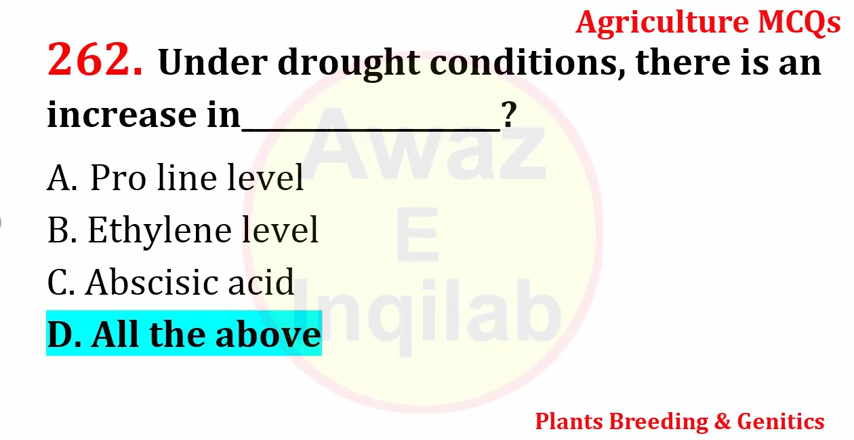 Agriculture MCQs
262. Under drought conditions, there is an
increase in__________________?
A. Pro line level
B. Ethylene level
C. Abscisic acid
D. All the above
Awaz
E
Inqilab
Plants Breeding & Genitics